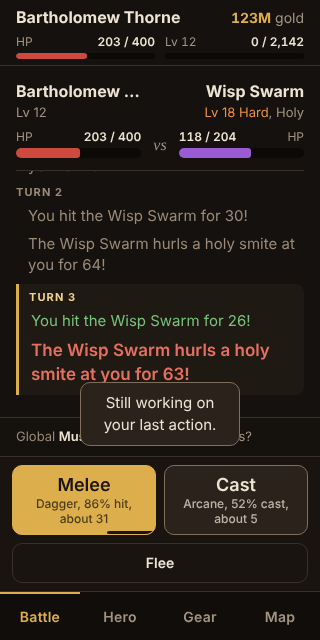 Bartholomew Thorne 123M gold
HP 203 / 400 Lv 12 0 / 2,142
Bartholomew ... Wisp Swarm
Lv 12 Lv 18 Hard, Holy
HP 203 / 400 vs 118 / 204 HP
TURN 2
You hit the Wisp Swarm for 30!
The Wisp Swarm hurls a holy smite at
you for 64!
TURN 3
You hit the Wisp Swarm for 26!
The Wisp Swarm hurls a holy
smite at you for 63!
Still working on
your last action.
Global
Melee
Dagger, 86% hit,
about 31
Cast
Arcane, 52% cast,
about 5
Flee
Battle Hero Gear Map